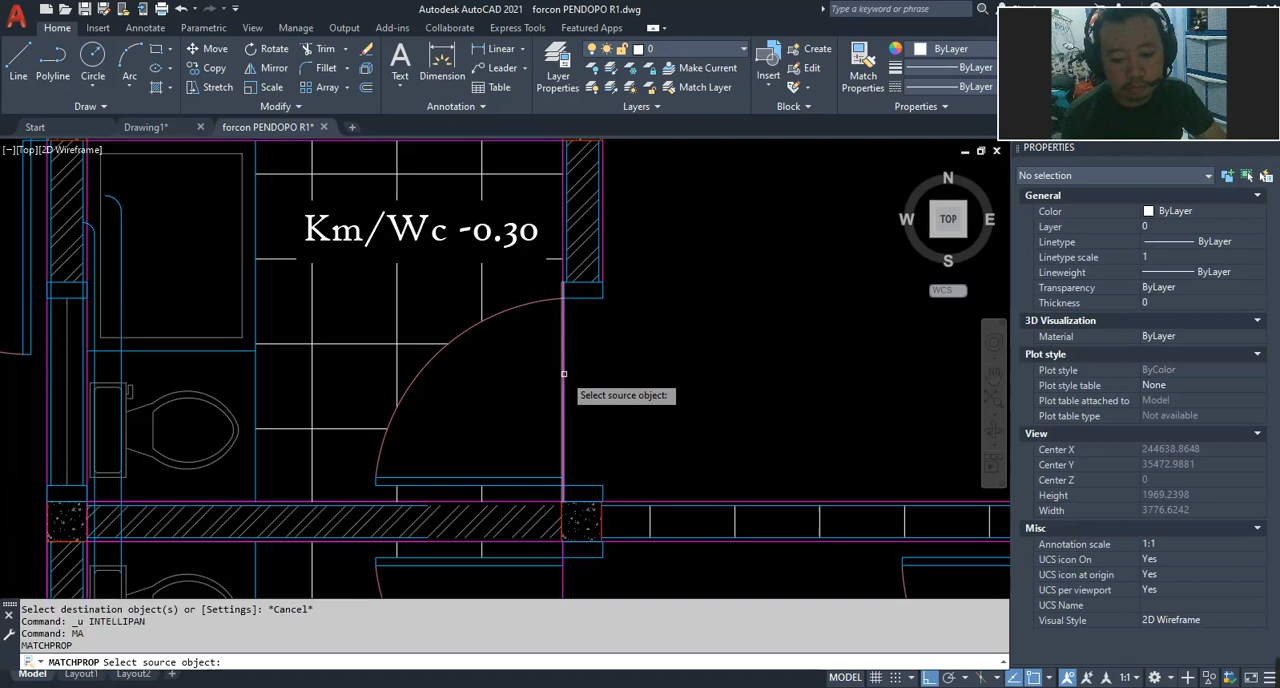 Autodesk AutoCAD 2021 forcon PENDOPO R1.dwg
Type a keyword or phrase
Home Insert Annotate Parametric View Manage Output Add-ins Collaborate Express Tools Featured Apps
Line Polyline Circle Arc
Move Rotate Trim
Copy Mirror Fillet
Stretch Scale Array
Text Dimension
Linear
Leader
Table
Layer Properties
0
Make Current
Match Layer
Insert
Create
Edit
Match Properties
ByLayer
ByLayer
ByLayer
Draw Modify Annotation Layers Block Properties
Start Drawing1* forcon PENDOPO R1*
[−][Top][2D Wireframe]
Km/Wc -0.30
N
W TOP E
S
WCS
Select source object:
PROPERTIES
No selection
General
Color ByLayer
Layer 0
Linetype ByLayer
Linetype scale 1
Lineweight ByLayer
Transparency ByLayer
Thickness 0
3D Visualization
Material ByLayer
Plot style
Plot style ByColor
Plot style table None
Plot table attached to Model
Plot table type Not available
View
Center X 244638.8648
Center Y 35472.9881
Center Z 0
Height 1969.2398
Width 3776.6242
Misc
Annotation scale 1:1
UCS icon On Yes
UCS icon at origin Yes
UCS per viewport Yes
UCS Name
Visual Style 2D Wireframe
Select destination object(s) or [Settings]: *Cancel*
Command: _u INTELLIPAN
Command: MA
MATCHPROP
MATCHPROP Select source object:
Model Layout1 Layout2
MODEL 1:1